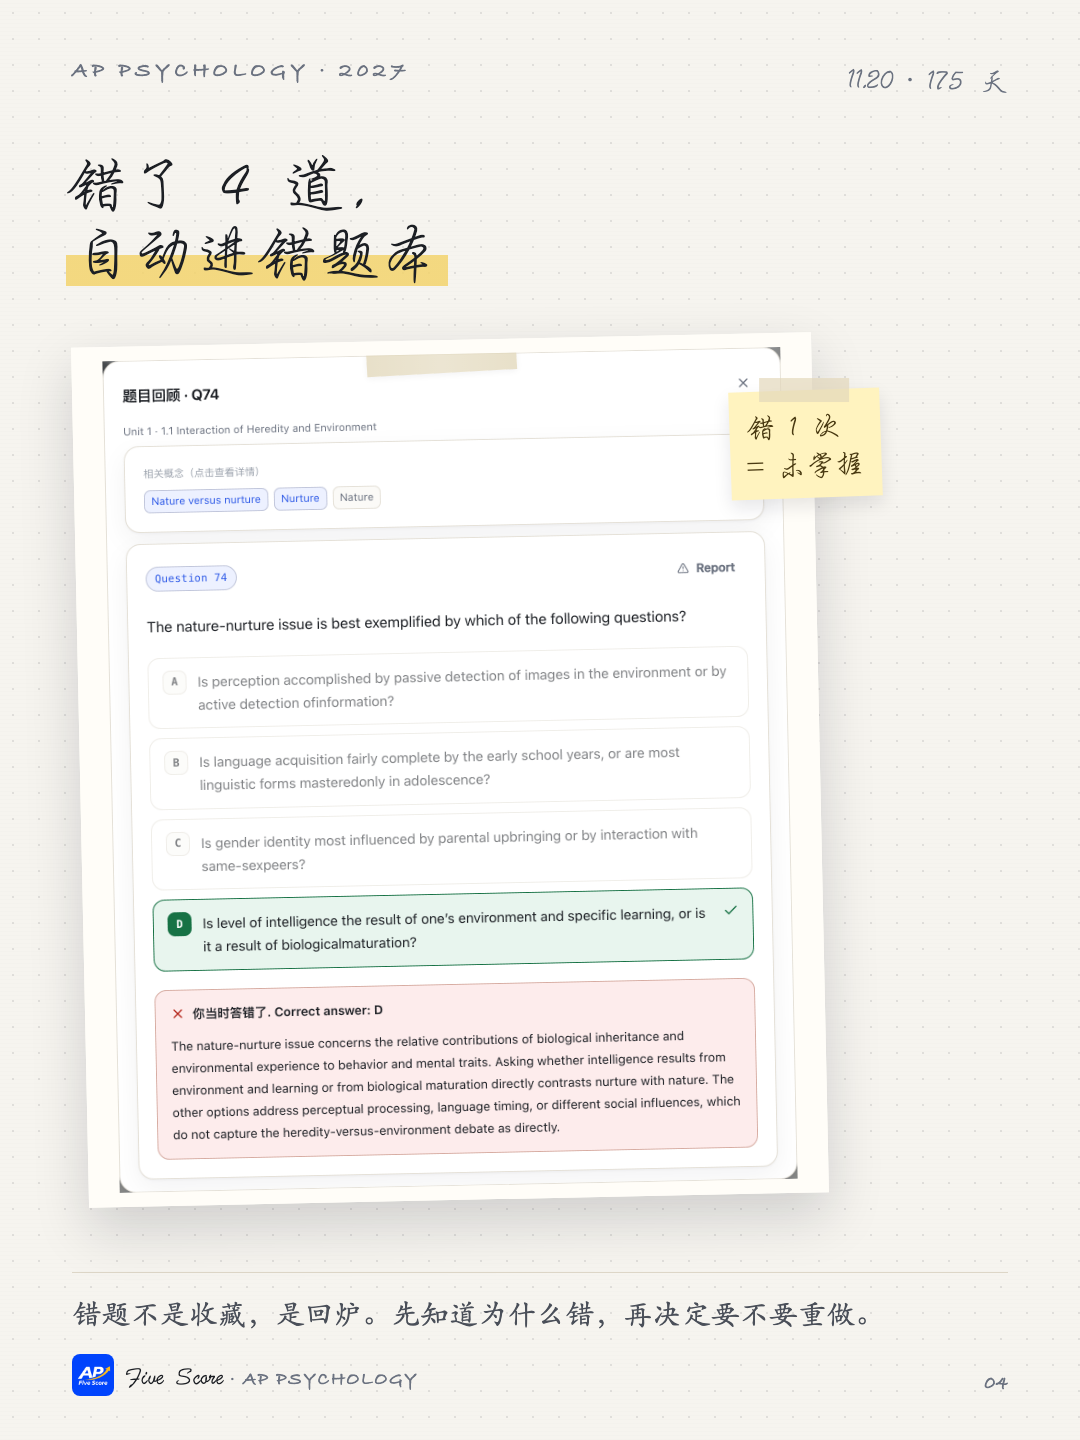 AP PSYCHOLOGY · 2027
11.20 · 175 天
错了 4 道,
自动进错题本
题目回顾 · Q74
×
错 1 次
= 未掌握
Unit 1 · 1.1 Interaction of Heredity and Environment
相关概念（点击查看详情）
Nature versus nurture Nurture Nature
Question 74
Report
The nature-nurture issue is best exemplified by which of the following questions?
A Is perception accomplished by passive detection of images in the environment or by
active detection ofinformation?
B Is language acquisition fairly complete by the early school years, or are most
linguistic forms masteredonly in adolescence?
C Is gender identity most influenced by parental upbringing or by interaction with
same-sexpeers?
D Is level of intelligence the result of one's environment and specific learning, or is
it a result of biologicalmaturation?
你当时答错了. Correct answer: D
The nature-nurture issue concerns the relative contributions of biological inheritance and
environmental experience to behavior and mental traits. Asking whether intelligence results from
environment and learning or from biological maturation directly contrasts nurture with nature. The
other options address perceptual processing, language timing, or different social influences, which
do not capture the heredity-versus-environment debate as directly.
错题不是收藏，是回炉。先知道为什么错，再决定要不要重做。
AP
Five Score
Five Score · AP PSYCHOLOGY
04